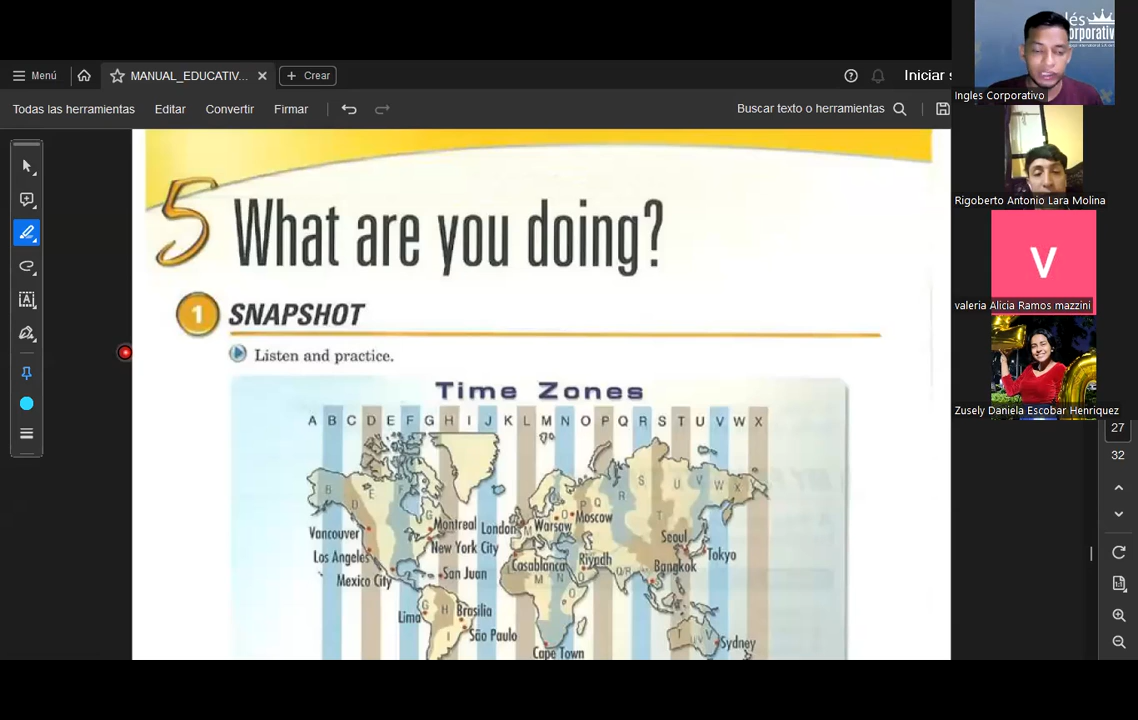 Menú
MANUAL_EDUCATIV...
Crear
Iniciar s
Todas las herramientas
Editar
Convertir
Firmar
Buscar texto o herramientas
5 What are you doing?
1 SNAPSHOT
Listen and practice.
Time Zones
A B C D E F G H I J K L M N O P Q R S T U V W X
B D E F G
M N O P Q R S T U V W X
Vancouver
Montreal
London
Warsaw
Moscow
Seoul
Los Angeles
New York City
Casablanca
Riyadh
Bangkok
Tokyo
Mexico City
San Juan
M N O Q/R
Lima
G H
Brasília
I
São Paulo
Cape Town
T
Sydney
Corporativo
Ingles Corporativo
Rigoberto Antonio Lara Molina
V
valeria Alicia Ramos mazzini
Zusely Daniela Escobar Henriquez
27
32